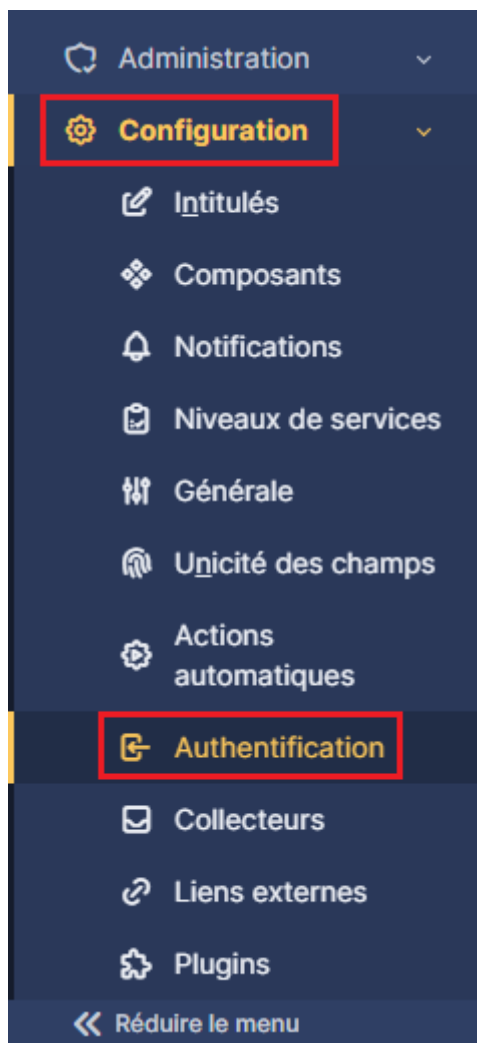 Administration
Configuration
Intitulés
Composants
Notifications
Niveaux de services
Générale
Unicité des champs
Actions
automatiques
Authentification
Collecteurs
Liens externes
Plugins
Réduire le menu